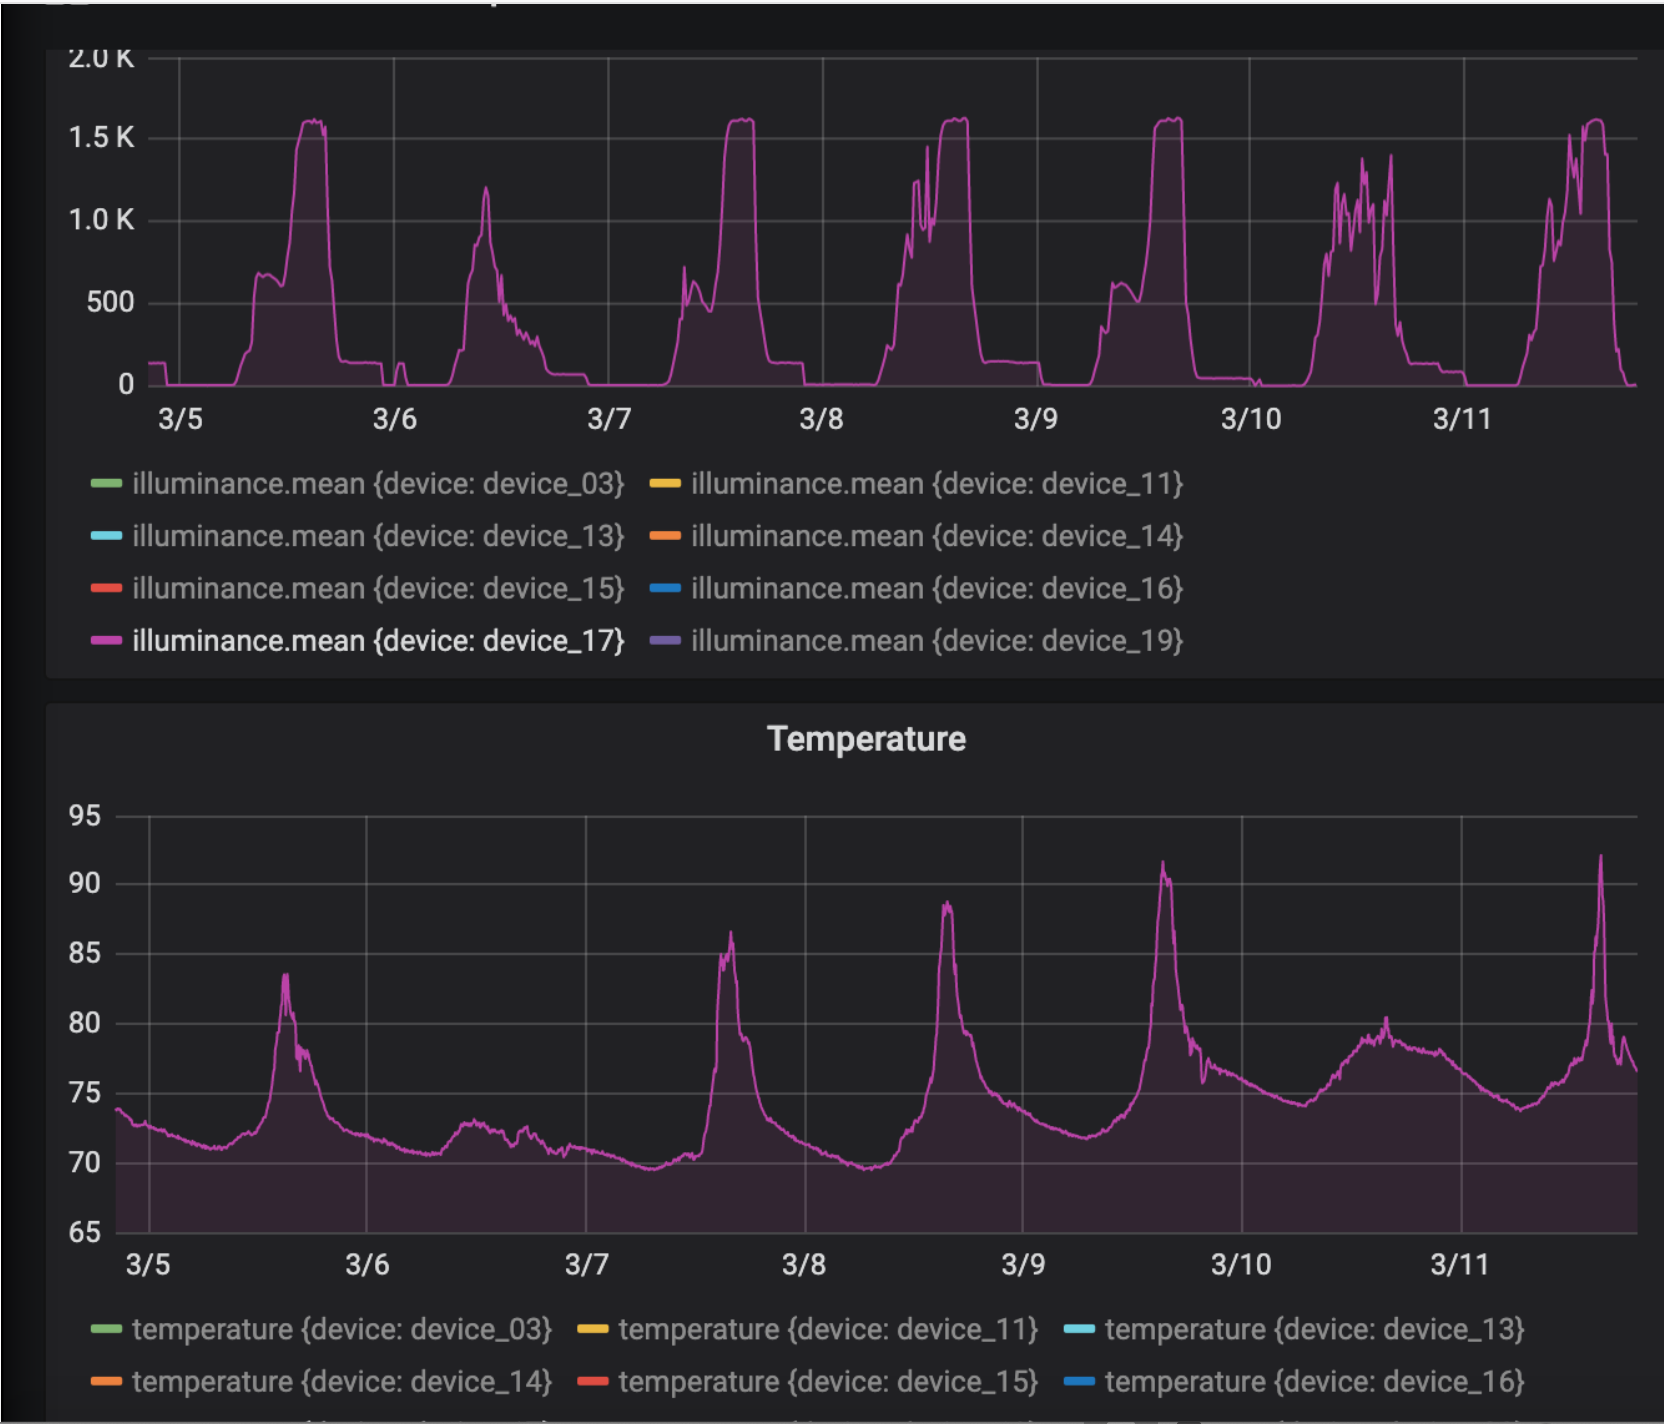 2.0 K
1.5 K
1.0 K
500
0
3/5 3/6 3/7 3/8 3/9 3/10 3/11
illuminance.mean {device: device_03} illuminance.mean {device: device_11}
illuminance.mean {device: device_13} illuminance.mean {device: device_14}
illuminance.mean {device: device_15} illuminance.mean {device: device_16}
illuminance.mean {device: device_17} illuminance.mean {device: device_19}
Temperature
95
90
85
80
75
70
65
3/5 3/6 3/7 3/8 3/9 3/10 3/11
temperature {device: device_03} temperature {device: device_11} temperature {device: device_13}
temperature {device: device_14} temperature {device: device_15} temperature {device: device_16}